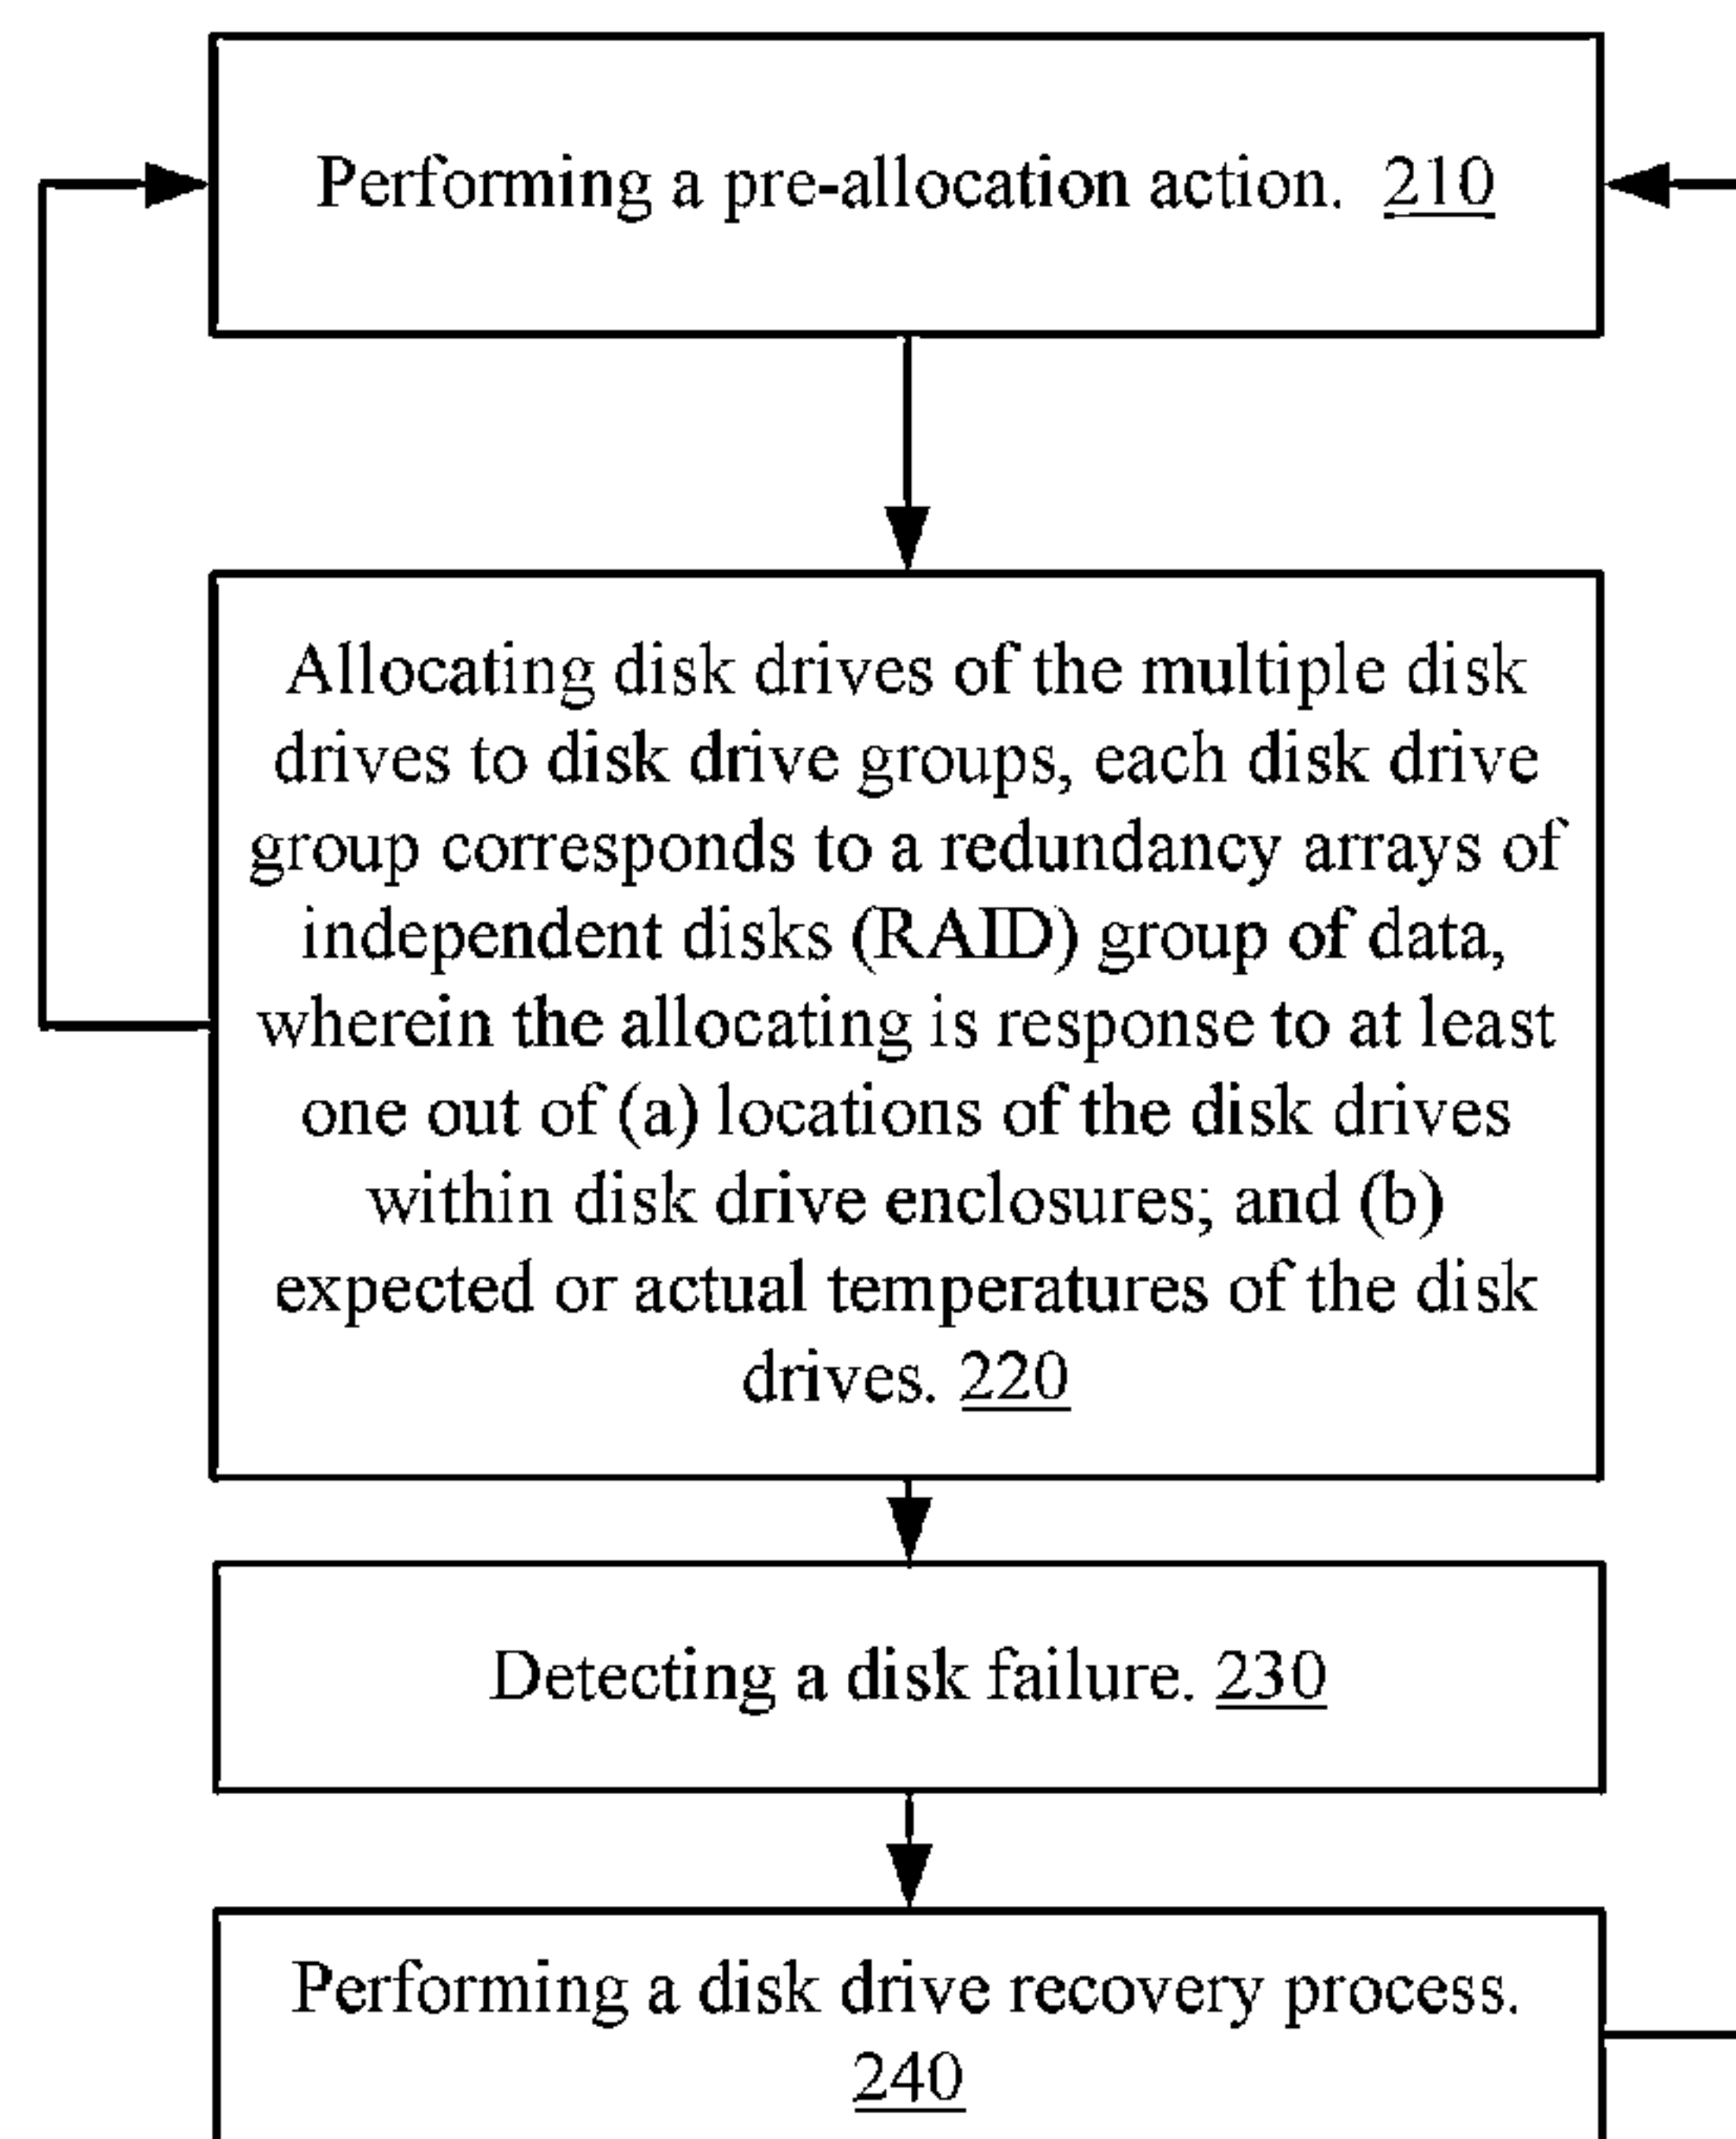 Performing a pre-allocation action. 210
Allocating disk drives of the multiple disk
drives to disk drive groups, each disk drive
group corresponds to a redundancy arrays of
independent disks (RAID) group of data,
wherein the allocating is response to at least
one out of (a) locations of the disk drives
within disk drive enclosures; and (b)
expected or actual temperatures of the disk
drives. 220
Detecting a disk failure. 230
Performing a disk drive recovery process.
240